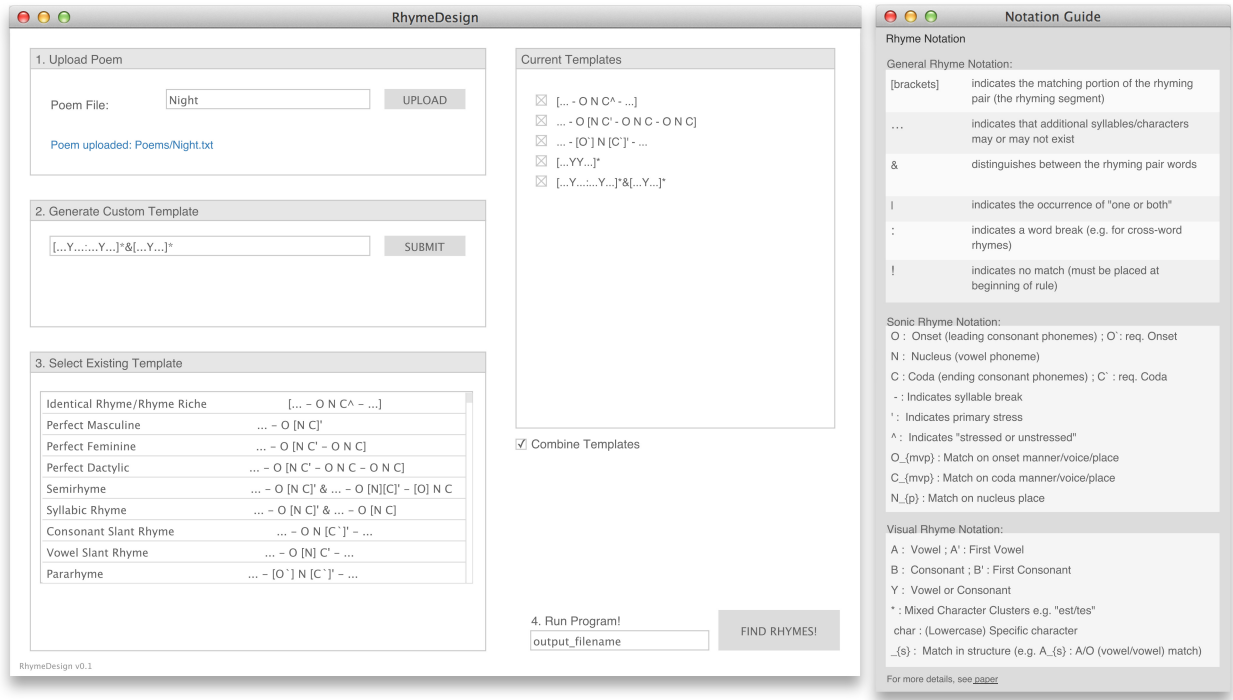 RhymeDesign
1. Upload Poem
Poem File:
Night
UPLOAD
Poem uploaded: Poems/Night.txt
2. Generate Custom Template
[...Y...:...Y...]*&[...Y...]*
SUBMIT
3. Select Existing Template
Identical Rhyme/Rhyme Riche [... – O N C^ – ...]
Perfect Masculine ... – O [N C]'
Perfect Feminine ... – O [N C' – O N C]
Perfect Dactylic ... – O [N C' – O N C – O N C]
Semirhyme ... – O [N C]' & ... – O [N][C]' – [O] N C
Syllabic Rhyme ... – O [N C]' & ... – O [N C]
Consonant Slant Rhyme ... – O N [C`]' – ...
Vowel Slant Rhyme ... – O [N] C' – ...
Pararhyme ... – [O`] N [C`]' – ...
RhymeDesign v0.1
Current Templates
[... - O N C^ - ...]
... - O [N C' - O N C - O N C]
... - [O`] N [C`]' - ...
[...YY...]*
[...Y...:...Y...]*&[...Y...]*
Combine Templates
4. Run Program!
output_filename
FIND RHYMES!
Notation Guide
Rhyme Notation
General Rhyme Notation:
[brackets] indicates the matching portion of the rhyming
pair (the rhyming segment)
... indicates that additional syllables/characters
may or may not exist
& distinguishes between the rhyming pair words
| indicates the occurrence of "one or both"
: indicates a word break (e.g. for cross-word
rhymes)
! indicates no match (must be placed at
beginning of rule)
Sonic Rhyme Notation:
O : Onset (leading consonant phonemes) ; O`: req. Onset
N : Nucleus (vowel phoneme)
C : Coda (ending consonant phonemes) ; C` : req. Coda
- : Indicates syllable break
' : Indicates primary stress
^ : Indicates "stressed or unstressed"
O_{mvp} : Match on onset manner/voice/place
C_{mvp} : Match on coda manner/voice/place
N_{p} : Match on nucleus place
Visual Rhyme Notation:
A : Vowel ; A' : First Vowel
B : Consonant ; B' : First Consonant
Y : Vowel or Consonant
* : Mixed Character Clusters e.g. "est/tes"
char : (Lowercase) Specific character
_{s} : Match in structure (e.g. A_{s} : A/O (vowel/vowel) match)
For more details, see paper